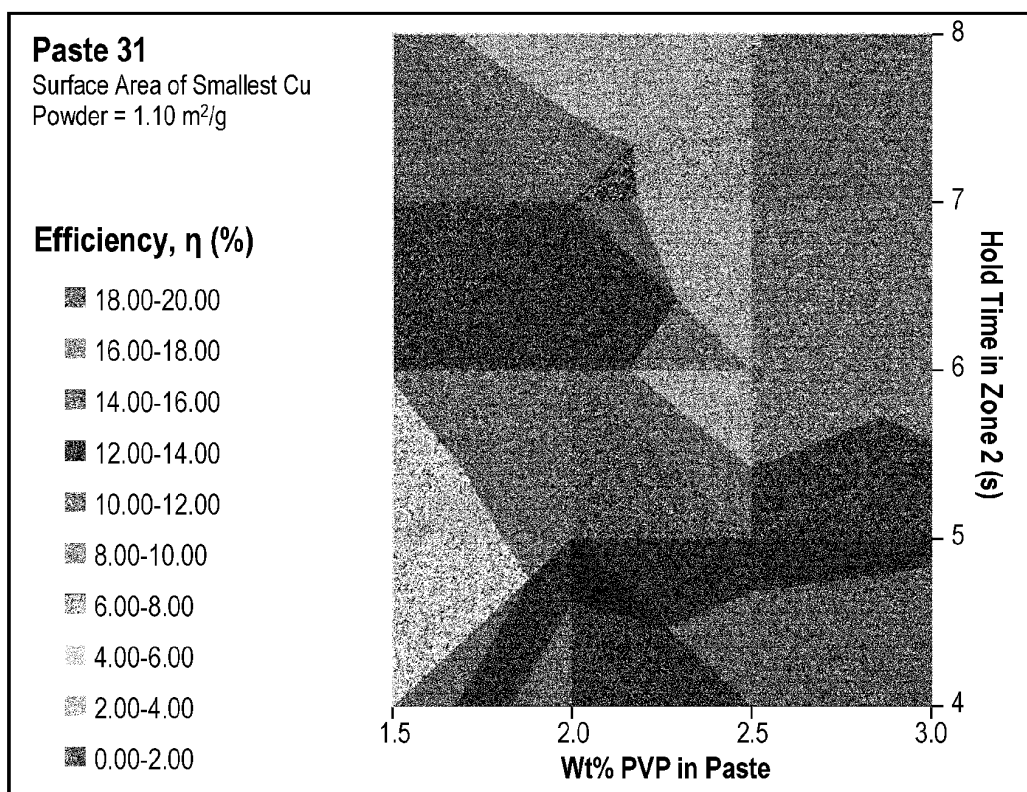 Paste 31
Surface Area of Smallest Cu
Powder = 1.10 m²/g
Efficiency, η (%)
18.00-20.00
16.00-18.00
14.00-16.00
12.00-14.00
10.00-12.00
8.00-10.00
6.00-8.00
4.00-6.00
2.00-4.00
0.00-2.00
8
7
6
5
4
Hold Time in Zone 2 (s)
1.5 2.0 2.5 3.0
Wt% PVP in Paste